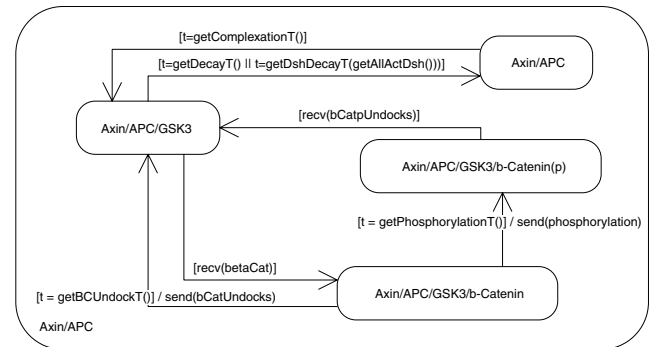 [t=getComplexationT()]
[t=getDecayT() || t=getDshDecayT(getAllActDsh()))]
Axin/APC
[recv(bCatpUndocks)]
Axin/APC/GSK3
Axin/APC/GSK3/b-Catenin(p)
[t = getPhosphorylationT()] / send(phosphorylation)
[recv(betaCat)]
[t = getBCUndockT()] / send(bCatUndocks)
Axin/APC/GSK3/b-Catenin
Axin/APC